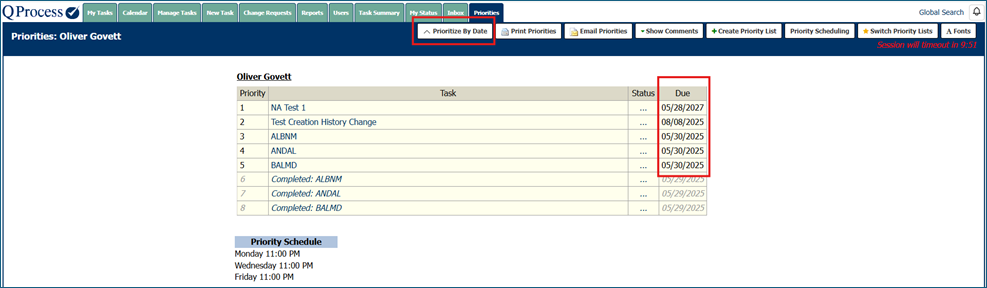 QProcess My Tasks Calendar Manage Tasks New Task Change Requests Reports Users Task Summary My Status Inbox Priorities Global Search
Priorities: Oliver Govett Prioritize By Date Print Priorities Email Priorities Show Comments Create Priority List Priority Scheduling Switch Priority Lists A Fonts
Session will timeout in 9:51
Oliver Govett
Priority Task Status Due
1 NA Test 1 ... 05/28/2027
2 Test Creation History Change ... 08/08/2025
3 ALBNM ... 05/30/2025
4 ANDAL ... 05/30/2025
5 BALMD ... 05/30/2025
6 Completed: ALBNM ... 05/29/2025
7 Completed: ANDAL ... 05/29/2025
8 Completed: BALMD ... 05/29/2025
Priority Schedule
Monday 11:00 PM
Wednesday 11:00 PM
Friday 11:00 PM